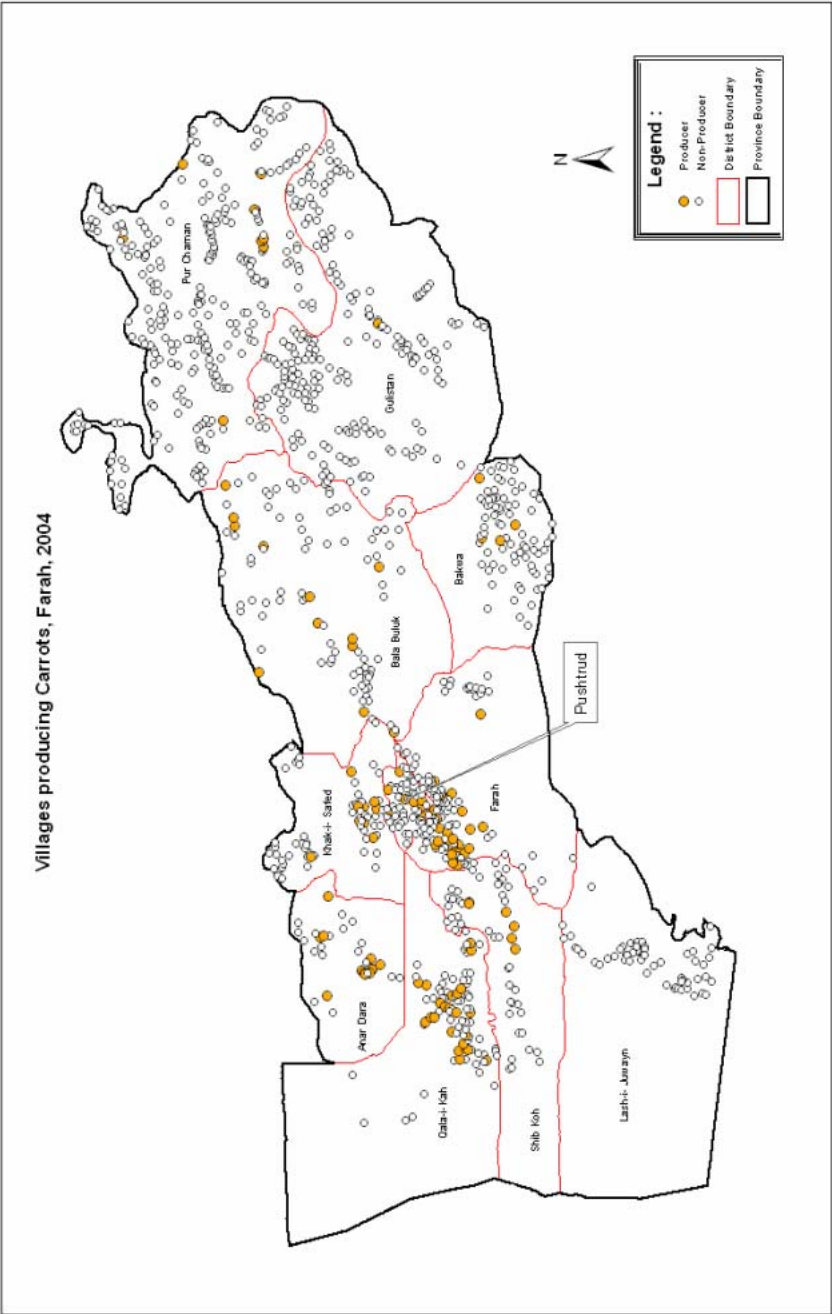 Villages producing Carrots, Farah, 2004
Pur Chaman
Gulistan
Bala Buluk
Bakwa
Khak-i- Safed
Pushtrud
Farah
Anar Dara
Qala-i- Kah
Shib Koh
Lash-i- Juwayn
N
Legend :
Producer
Non-Producer
District Boundary
Province Boundary